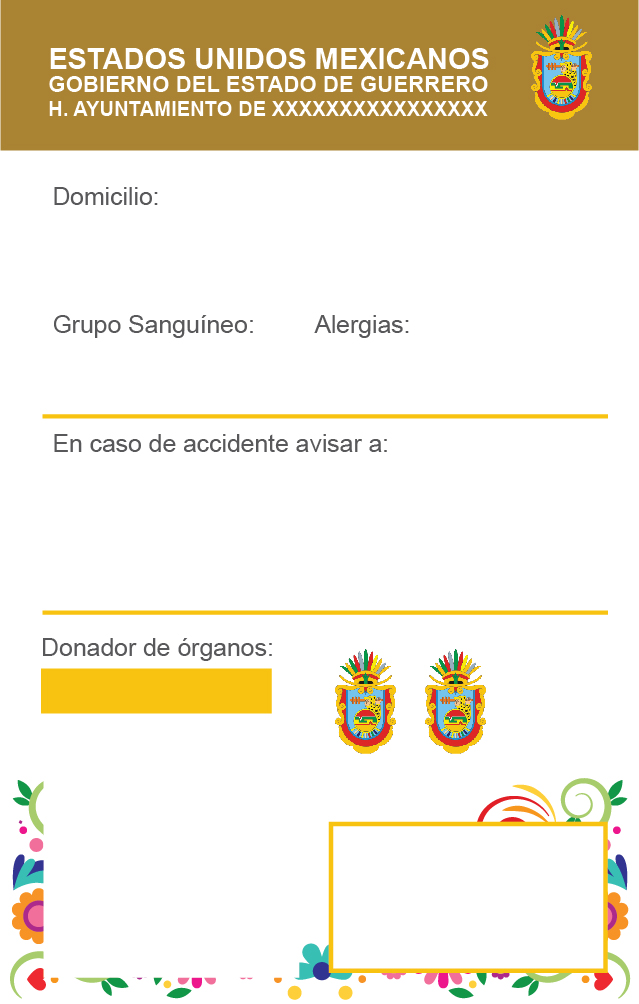 ESTADOS UNIDOS MEXICANOS
GOBIERNO DEL ESTADO DE GUERRERO
H. AYUNTAMIENTO DE XXXXXXXXXXXXXXXX
Domicilio:
Grupo Sanguíneo: Alergias:
En caso de accidente avisar a:
Donador de órganos: